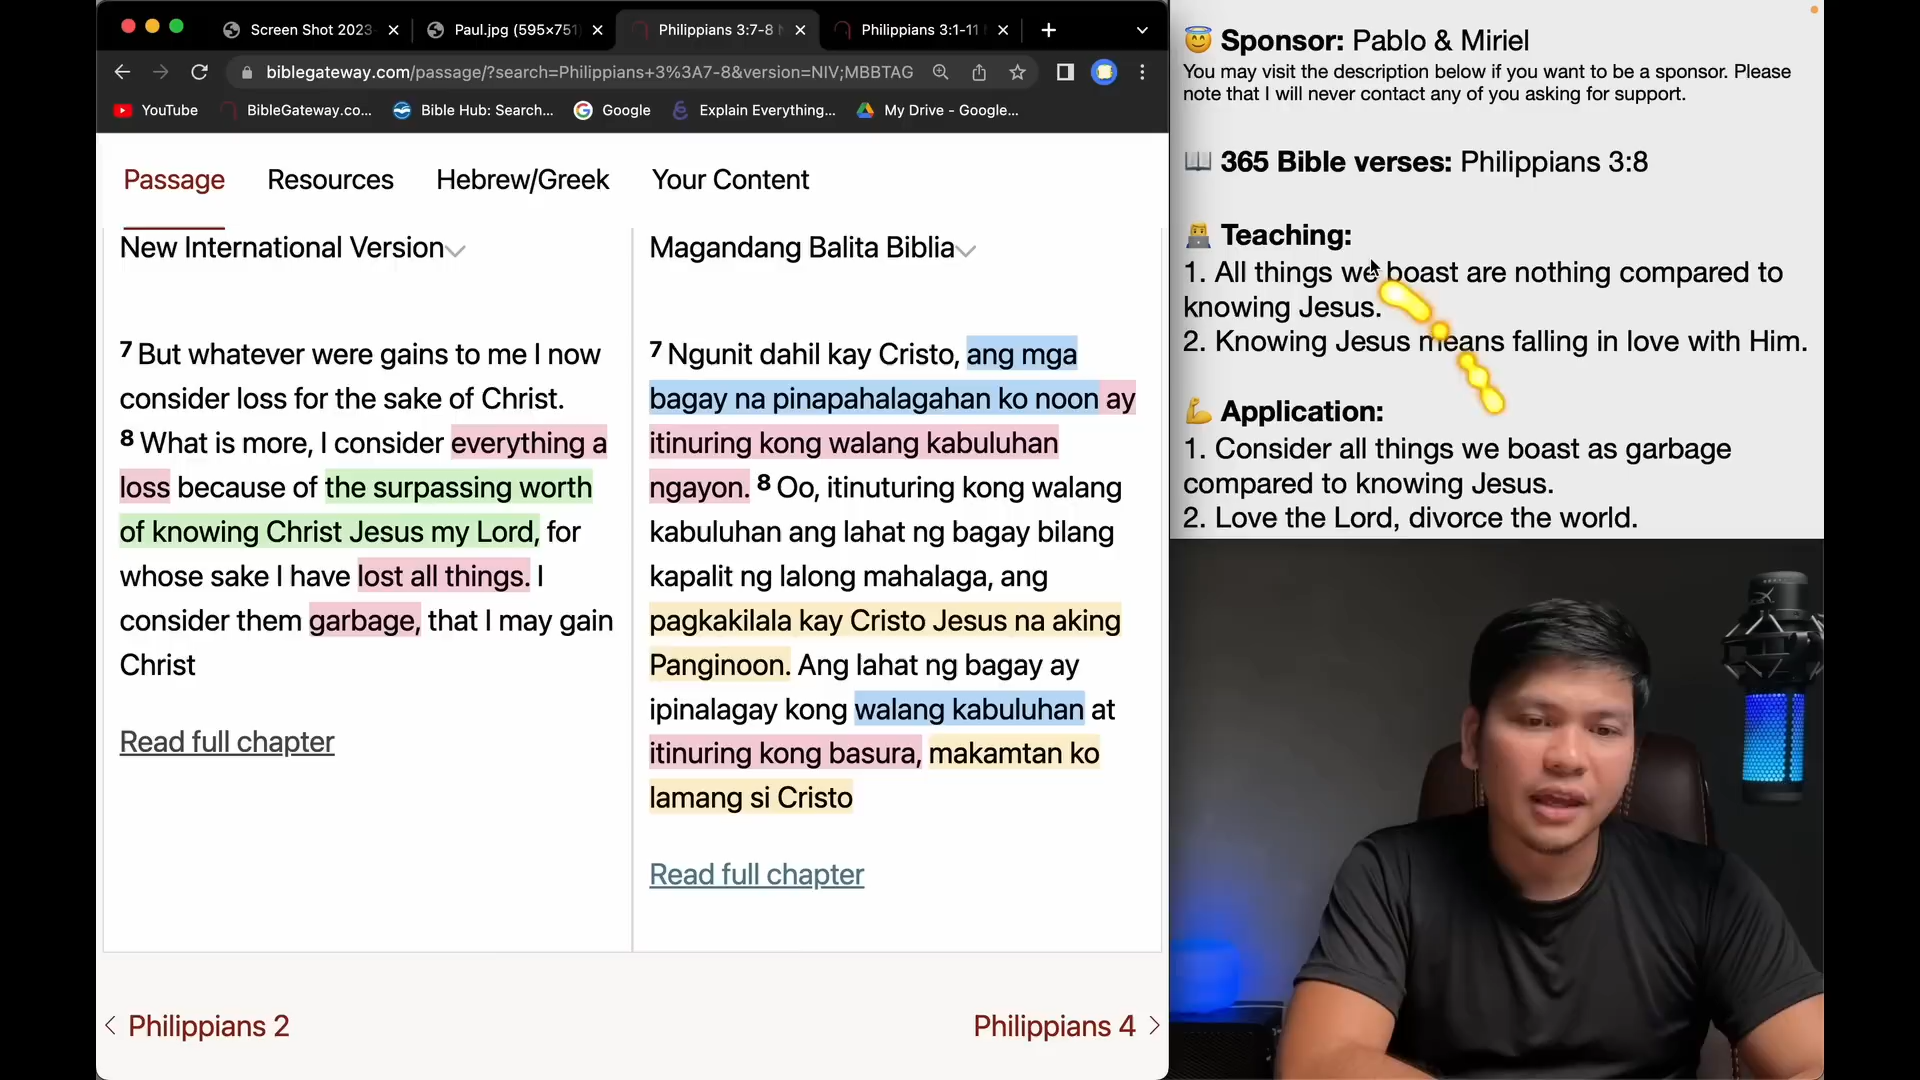 Screen Shot 2023-
Paul.jpg (595×751)
Philippians 3:7-8
Philippians 3:1-11
biblegateway.com/passage/?search=Philippians+3%3A7-8&version=NIV;MBBTAG
YouTube
BibleGateway.co...
Bible Hub: Search...
Google
Explain Everything...
My Drive - Google...
Passage
Resources
Hebrew/Greek
Your Content
New International Version
7 But whatever were gains to me I now
consider loss for the sake of Christ.
8 What is more, I consider everything a
loss because of the surpassing worth
of knowing Christ Jesus my Lord, for
whose sake I have lost all things. I
consider them garbage, that I may gain
Christ
Read full chapter
Magandang Balita Biblia
7 Ngunit dahil kay Cristo, ang mga
bagay na pinapahalagahan ko noon ay
itinuring kong walang kabuluhan
ngayon. 8 Oo, itinuturing kong walang
kabuluhan ang lahat ng bagay bilang
kapalit ng lalong mahalaga, ang
pagkakilala kay Cristo Jesus na aking
Panginoon. Ang lahat ng bagay ay
ipinalagay kong walang kabuluhan at
itinuring kong basura, makamtan ko
lamang si Cristo
Read full chapter
Philippians 2
Philippians 4
😇 Sponsor: Pablo & Miriel
You may visit the description below if you want to be a sponsor. Please
note that I will never contact any of you asking for support.
📖 365 Bible verses: Philippians 3:8
👨‍💻 Teaching:
1. All things we boast are nothing compared to
knowing Jesus.
2. Knowing Jesus means falling in love with Him.
💪 Application:
1. Consider all things we boast as garbage
compared to knowing Jesus.
2. Love the Lord, divorce the world.